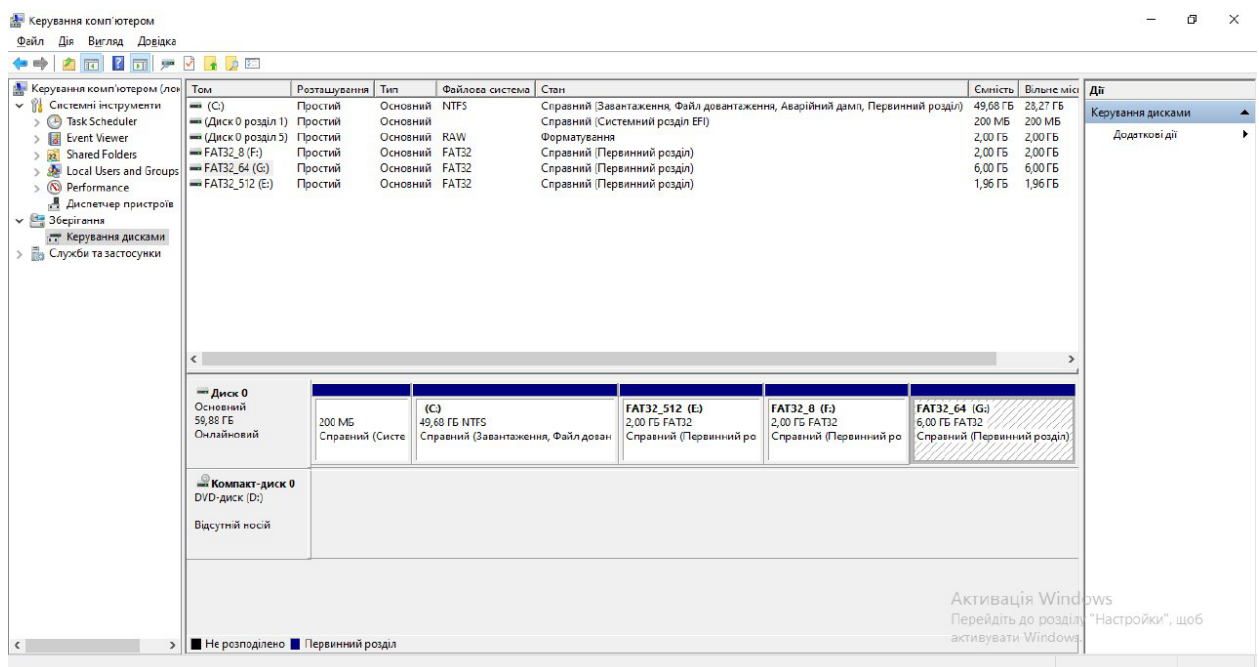 Керування комп'ютером
Файл Дія Вигляд Довідка
Керування комп'ютером (лок
Системні інструменти
Task Scheduler
Event Viewer
Shared Folders
Local Users and Groups
Performance
Диспетчер пристроїв
Зберігання
Керування дисками
Служби та застосунки
Том Розташування Тип Файлова система Стан Ємність Вільне місц
(C:) Простий Основний NTFS Справний (Завантаження, Файл довантаження, Аварійний дамп, Первинний розділ) 49,68 ГБ 28,27 ГБ
(Диск 0 розділ 1) Простий Основний Справний (Системний розділ EFI) 200 МБ 200 МБ
(Диск 0 розділ 5) Простий Основний RAW Форматування 2,00 ГБ 2,00 ГБ
FAT32_8 (F:) Простий Основний FAT32 Справний (Первинний розділ) 2,00 ГБ 2,00 ГБ
FAT32_64 (G:) Простий Основний FAT32 Справний (Первинний розділ) 6,00 ГБ 6,00 ГБ
FAT32_512 (E:) Простий Основний FAT32 Справний (Первинний розділ) 1,96 ГБ 1,96 ГБ
Дії
Керування дисками
Додаткові дії
Диск 0
Основний
59,88 ГБ
Онлайновий
200 МБ
Справний (Систе
(C:)
49,68 ГБ NTFS
Справний (Завантаження, Файл дован
FAT32_512 (E:)
2,00 ГБ FAT32
Справний (Первинний ро
FAT32_8 (F:)
2,00 ГБ FAT32
Справний (Первинний ро
FAT32_64 (G:)
6,00 ГБ FAT32
Справний (Первинний розділ)
Компакт-диск 0
DVD-диск (D:)
Відсутній носій
Активація Windows
Перейдіть до розділу "Настройки", щоб
активувати Windows.
Не розподілено Первинний розділ